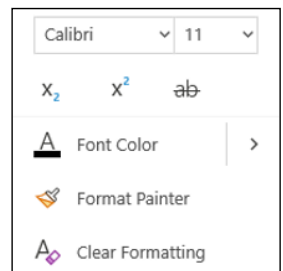 Calibri 11
x₂ x² ab
A Font Color
Format Painter
A Clear Formatting